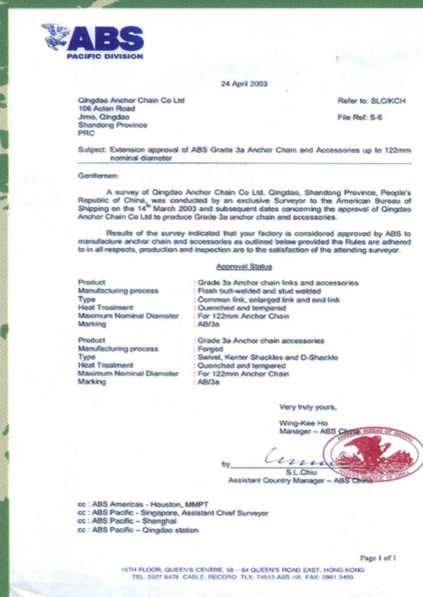 ABS
PACIFIC DIVISION
24 April 2003
Qingdao Anchor Chain Co Ltd
Refer to: SLC/KCH
106 Aolan Road
Jimo, Qingdao
File Ref: S-6
Shandong Province
PRC
Subject: Extension approval of ABS Grade 3a Anchor Chain and Accessories up to 122mm
nominal diameter
Gentlemen:
A survey of Qingdao Anchor Chain Co Ltd, Qingdao, Shandong Province, People's
Republic of China, was conducted by an exclusive Surveyor to the American Bureau of
Shipping on the 14th March 2003 and subsequent dates concerning the approval of Qingdao
Anchor Chain Co Ltd to produce Grade 3a anchor chain and accessories.
Results of the survey indicated that your factory is considered approved by ABS to
manufacture anchor chain and accessories as outlined below provided the Rules are adhered
to in all respects, production and inspection are to the satisfaction of the attending surveyor.
Approval Status
Product : Grade 3a Anchor chain links and accessories
Manufacturing process : Flash butt-welded and stud welded
Type : Common link, enlarged link and end link
Heat Treatment : Quenched and tempered
Maximum Nominal Diameter : For 122mm Anchor Chain
Marking : AB/3a
Product : Grade 3a Anchor chain accessories
Manufacturing process : Forged
Type : Swivel, Kenter Shackles and D-Shackle
Heat Treatment : Quenched and tempered
Maximum Nominal Diameter : For 122mm Anchor Chain
Marking : AB/3a
Very truly yours,
Wing-Kee Ho
Manager – ABS China
by
S.L.Chiu
Assistant Country Manager – ABS China
cc : ABS Americas - Houston, MMPT
cc : ABS Pacific - Singapore, Assistant Chief Surveyor
cc : ABS Pacific – Shanghai
cc : ABS Pacific – Qingdao station
Page 1 of 1
15TH FLOOR, QUEEN'S CENTRE, 58 – 64 QUEEN'S ROAD EAST, HONG KONG